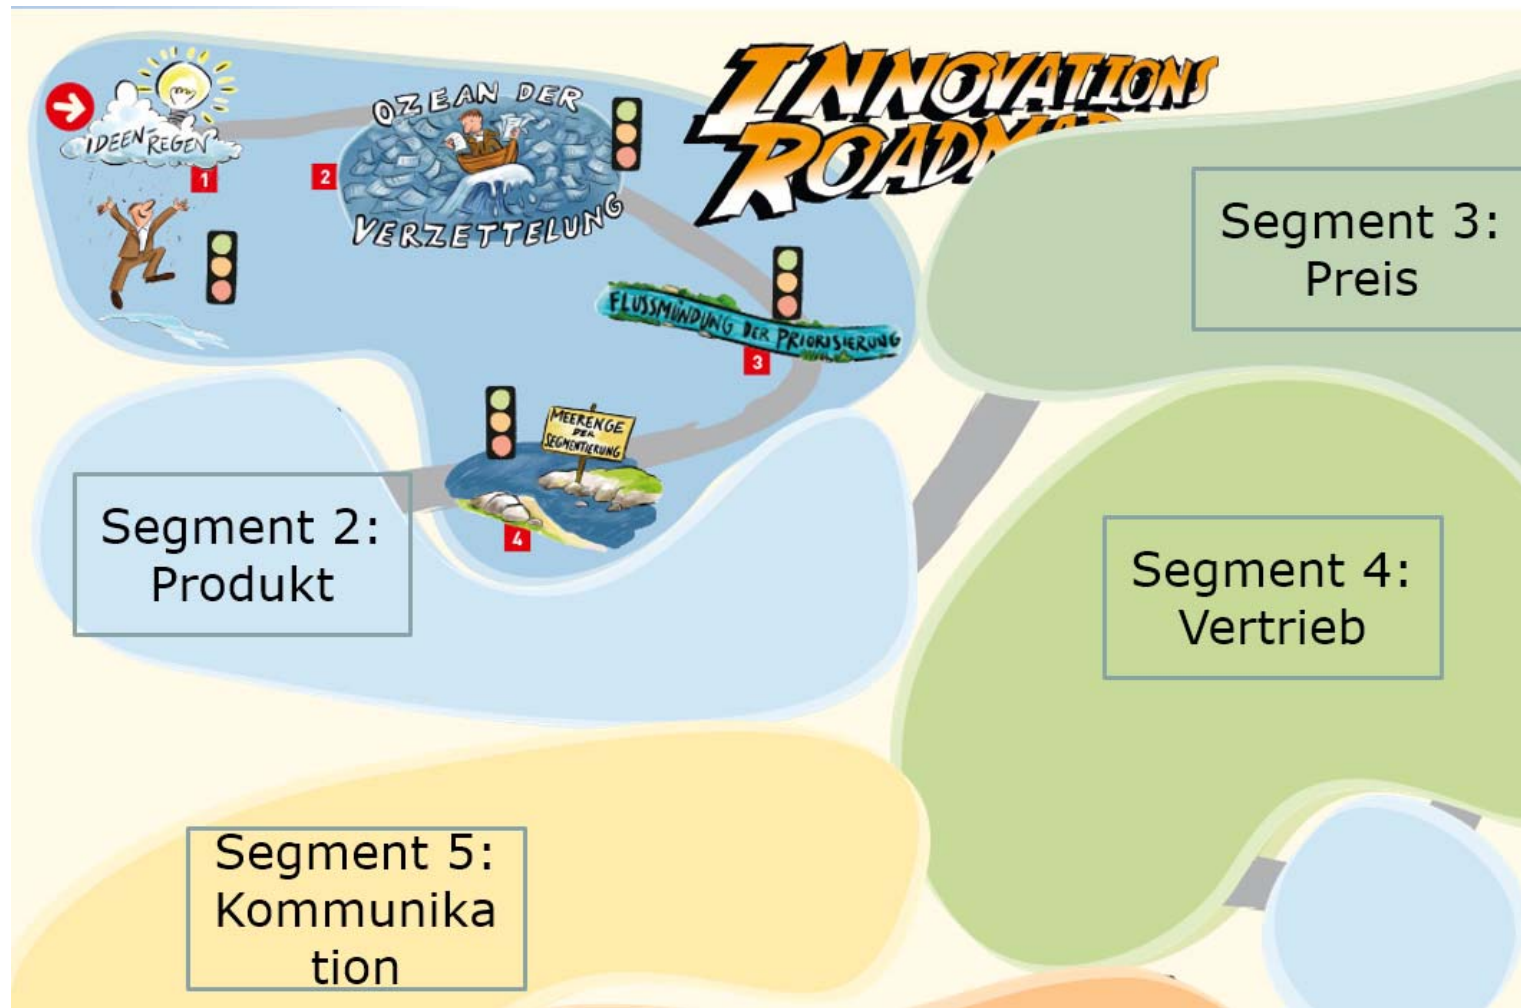 INNOVATIONS
ROADMAP
IDEEN-REGEN
1
2
OZEAN DER
VERZETTELUNG
FLUSSMÜNDUNG DER PRIORISIERUNG
3
MEERENGE
DER
SEGMENTIERUNG
4
Segment 3:
Preis
Segment 2:
Produkt
Segment 4:
Vertrieb
Segment 5:
Kommunika
tion